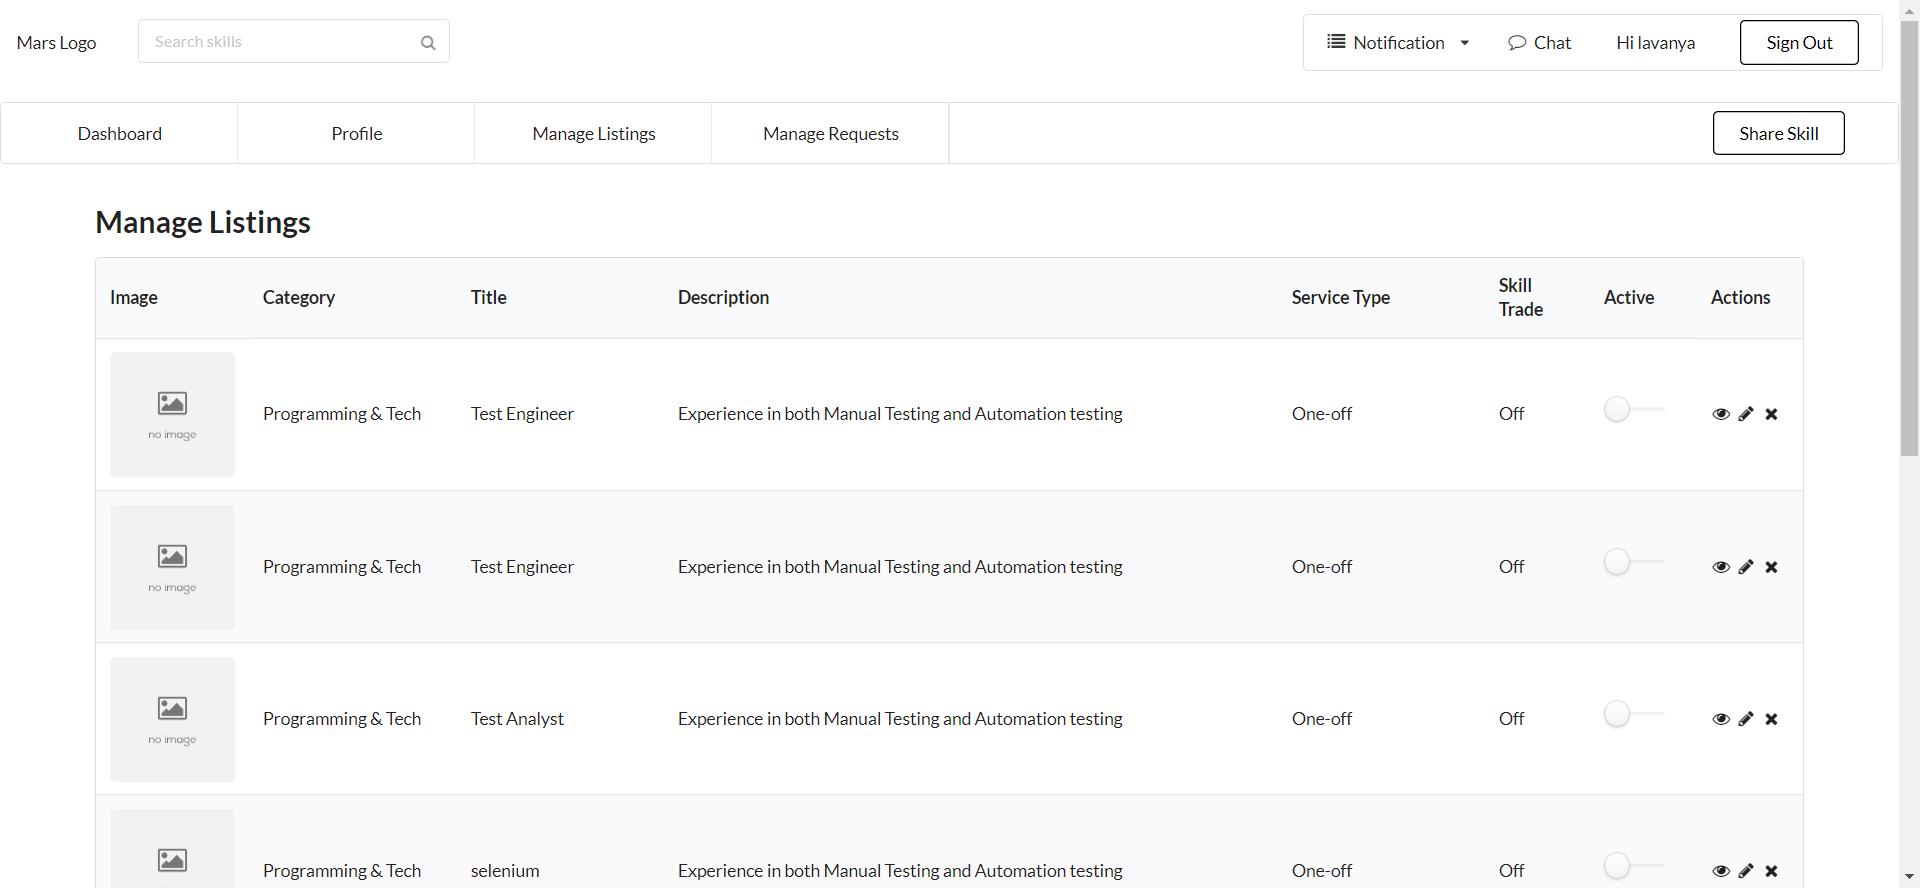 Mars Logo
Search skills
Notification
Chat
Hi lavanya
Sign Out
Dashboard
Profile
Manage Listings
Manage Requests
Share Skill
Manage Listings
Image
Category
Title
Description
Service Type
Skill
Trade
Active
Actions
no image
Programming & Tech
Test Engineer
Experience in both Manual Testing and Automation testing
One-off
Off
no image
Programming & Tech
Test Engineer
Experience in both Manual Testing and Automation testing
One-off
Off
no image
Programming & Tech
Test Analyst
Experience in both Manual Testing and Automation testing
One-off
Off
Programming & Tech
selenium
Experience in both Manual Testing and Automation testing
One-off
Off